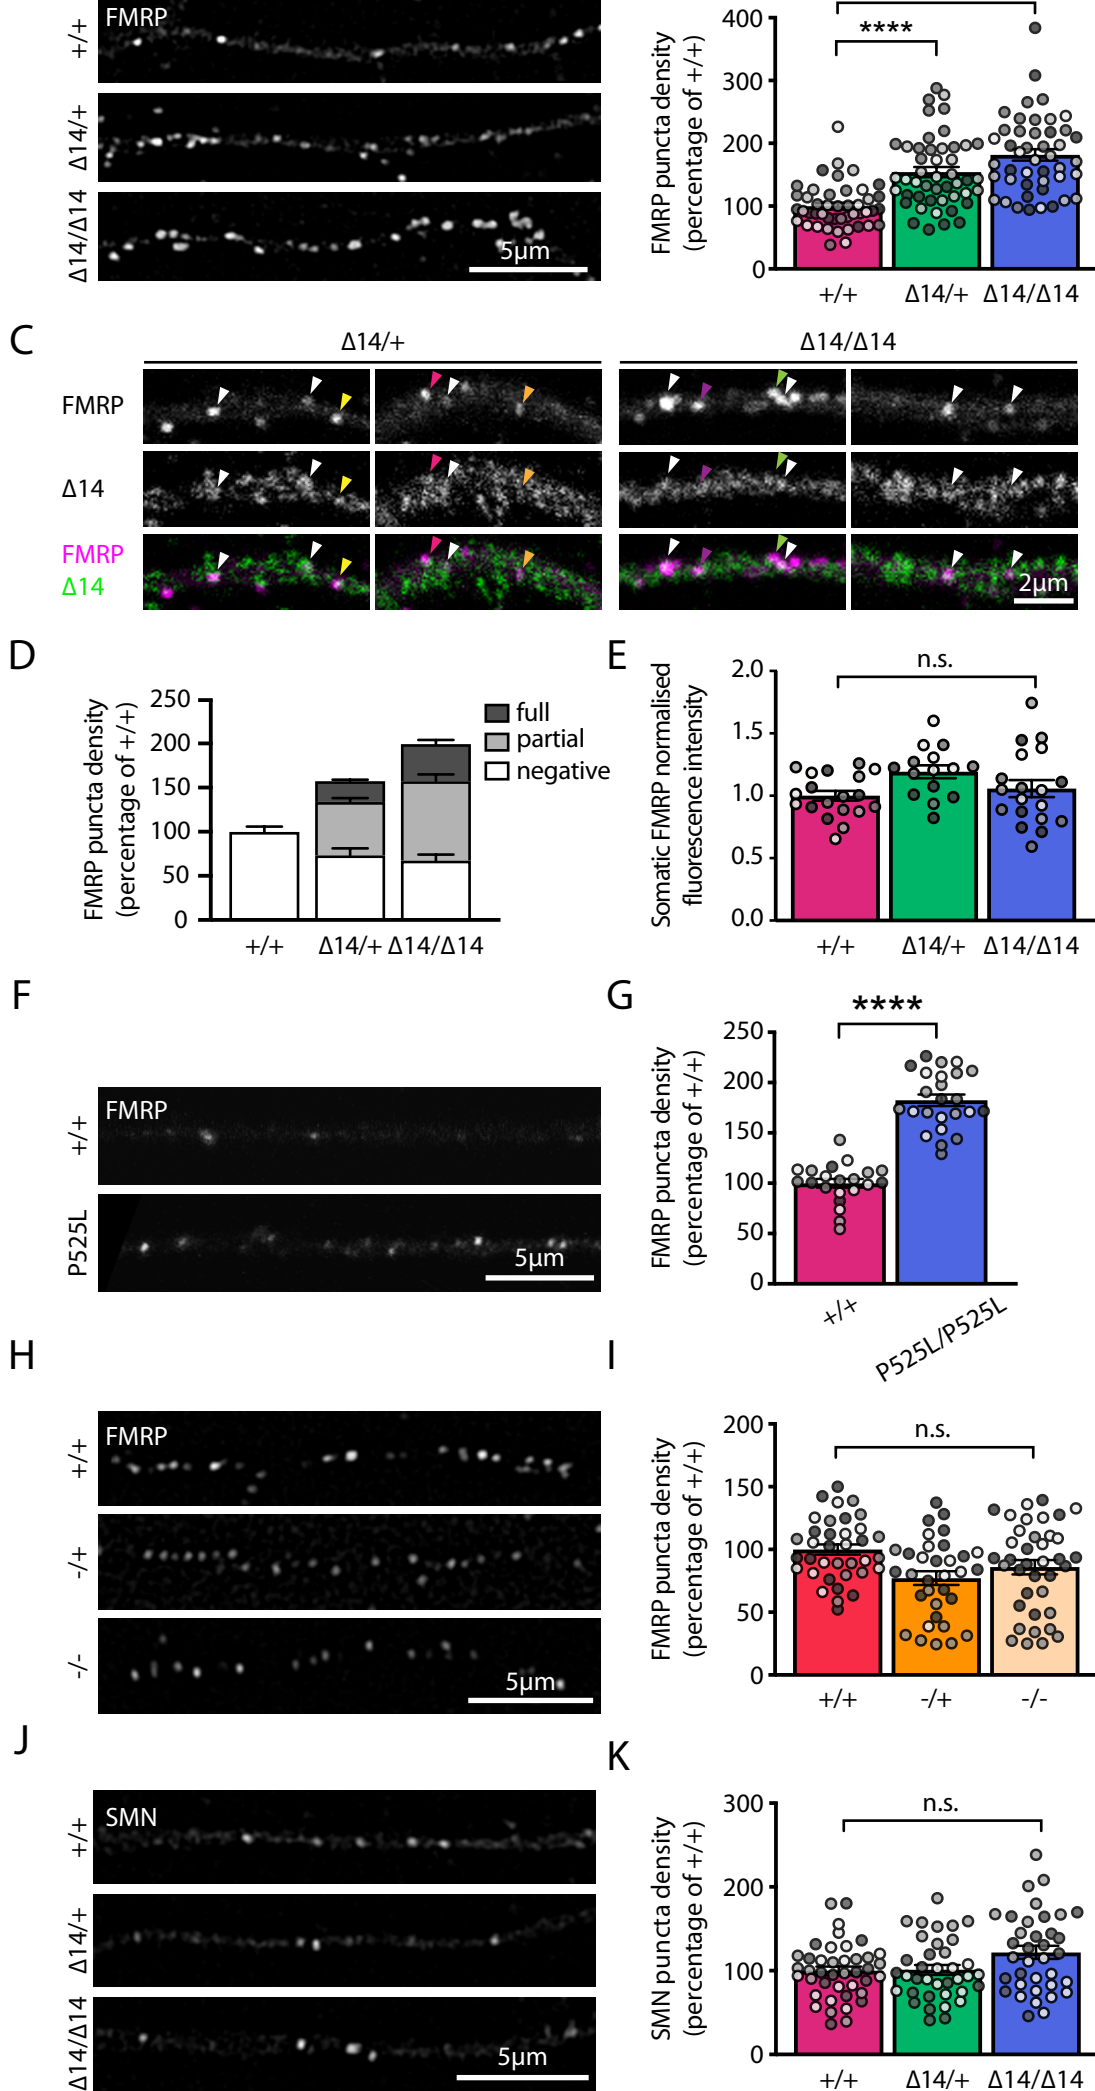 FMRP
+/+
Δ14/+
Δ14/Δ14
5µm
FMRP puncta density
(percentage of +/+)
400
300
200
100
0
****
+/+
Δ14/+
Δ14/Δ14
C
Δ14/+
Δ14/Δ14
FMRP
Δ14
FMRP
Δ14
2µm
D
FMRP puncta density
(percentage of +/+)
250
200
150
100
50
0
full
partial
negative
+/+
Δ14/+
Δ14/Δ14
E
Somatic FMRP normalised
fluorescence intensity
2.0
1.5
1.0
0.5
0.0
n.s.
+/+
Δ14/+
Δ14/Δ14
F
FMRP
+/+
P525L
5µm
G
FMRP puncta density
(percentage of +/+)
250
200
150
100
50
0
****
+/+
P525L/P525L
H
FMRP
+/+
-/+
-/-
5µm
I
FMRP puncta density
(percentage of +/+)
200
150
100
50
0
n.s.
+/+
-/+
-/-
J
SMN
+/+
Δ14/+
Δ14/Δ14
5µm
K
SMN puncta density
(percentage of +/+)
300
200
100
0
n.s.
+/+
Δ14/+
Δ14/Δ14